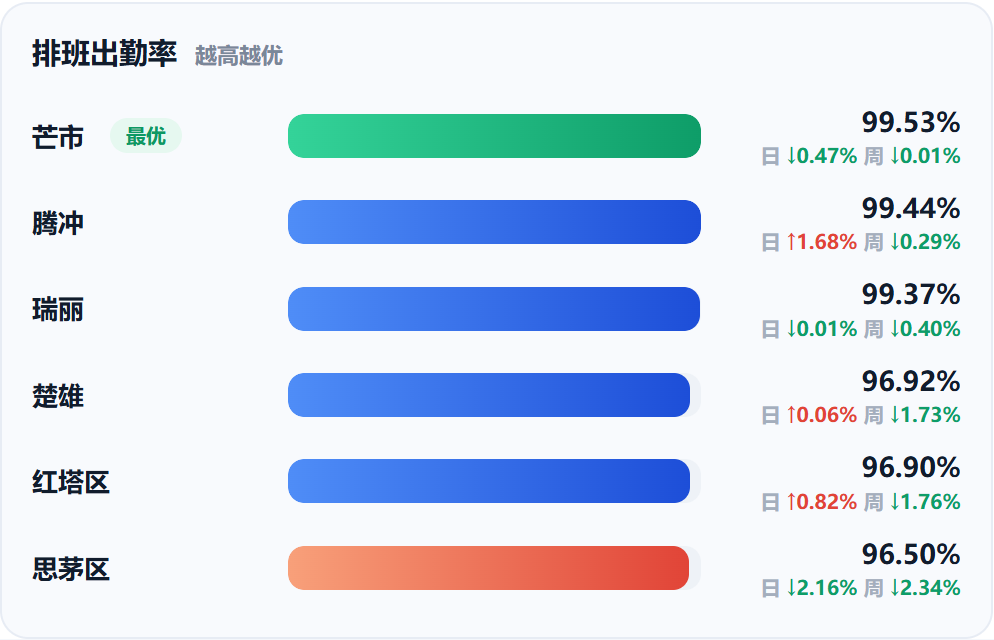 排班出勤率 越高越优
芒市 最优 99.53%
日 ↓0.47% 周 ↓0.01%
腾冲 99.44%
日 ↑1.68% 周 ↓0.29%
瑞丽 99.37%
日 ↓0.01% 周 ↓0.40%
楚雄 96.92%
日 ↑0.06% 周 ↓1.73%
红塔区 96.90%
日 ↑0.82% 周 ↓1.76%
思茅区 96.50%
日 ↓2.16% 周 ↓2.34%